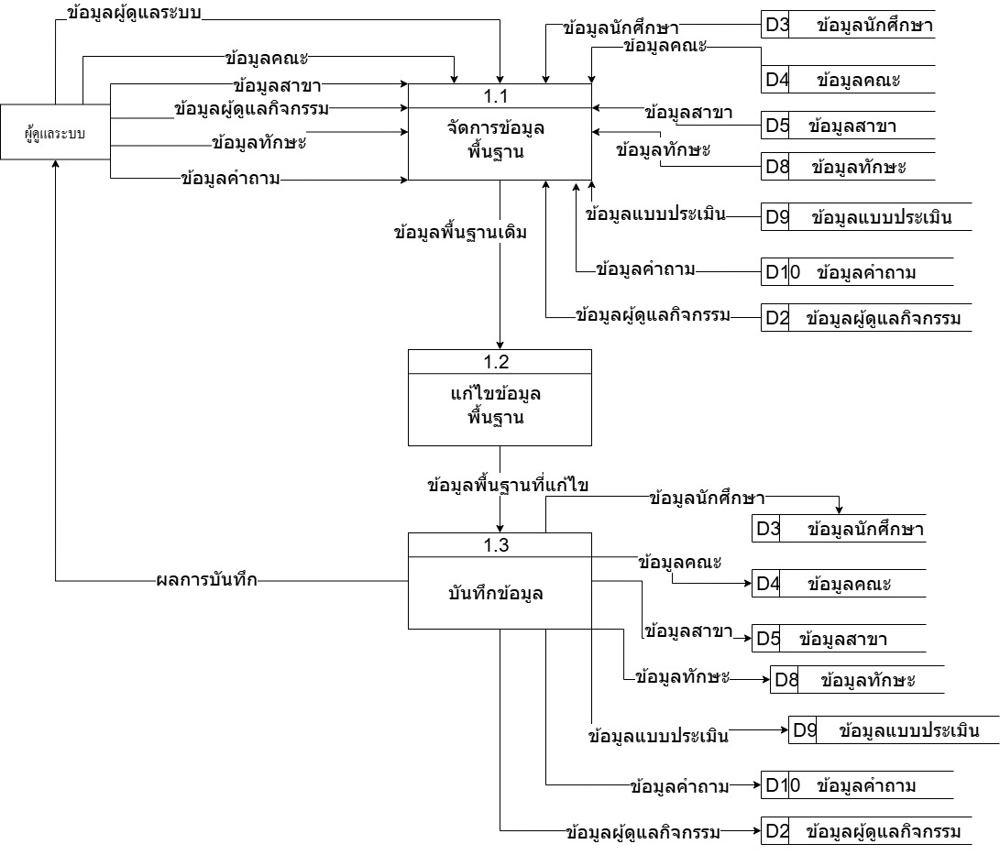 ข้อมูลผู้ดูแลระบบ
ข้อมูลนักศึกษา
D3 ข้อมูลนักศึกษา
ข้อมูลคณะ
ข้อมูลคณะ
D4 ข้อมูลคณะ
ข้อมูลสาขา
1.1
ข้อมูลผู้ดูแลกิจกรรม
ข้อมูลสาขา
D5 ข้อมูลสาขา
ผู้ดูแลระบบ
จัดการข้อมูล
พื้นฐาน
ข้อมูลทักษะ
ข้อมูลทักษะ
D8 ข้อมูลทักษะ
ข้อมูลคำถาม
ข้อมูลแบบประเมิน
D9 ข้อมูลแบบประเมิน
ข้อมูลพื้นฐานเดิม
ข้อมูลคำถาม
D10 ข้อมูลคำถาม
ข้อมูลผู้ดูแลกิจกรรม
D2 ข้อมูลผู้ดูแลกิจกรรม
1.2
แก้ไขข้อมูล
พื้นฐาน
ข้อมูลพื้นฐานที่แก้ไข
ข้อมูลนักศึกษา
D3 ข้อมูลนักศึกษา
1.3
ข้อมูลคณะ
D4 ข้อมูลคณะ
ผลการบันทึก
บันทึกข้อมูล
ข้อมูลสาขา
D5 ข้อมูลสาขา
ข้อมูลทักษะ
D8 ข้อมูลทักษะ
ข้อมูลแบบประเมิน
D9 ข้อมูลแบบประเมิน
ข้อมูลคำถาม
D10 ข้อมูลคำถาม
ข้อมูลผู้ดูแลกิจกรรม
D2 ข้อมูลผู้ดูแลกิจกรรม